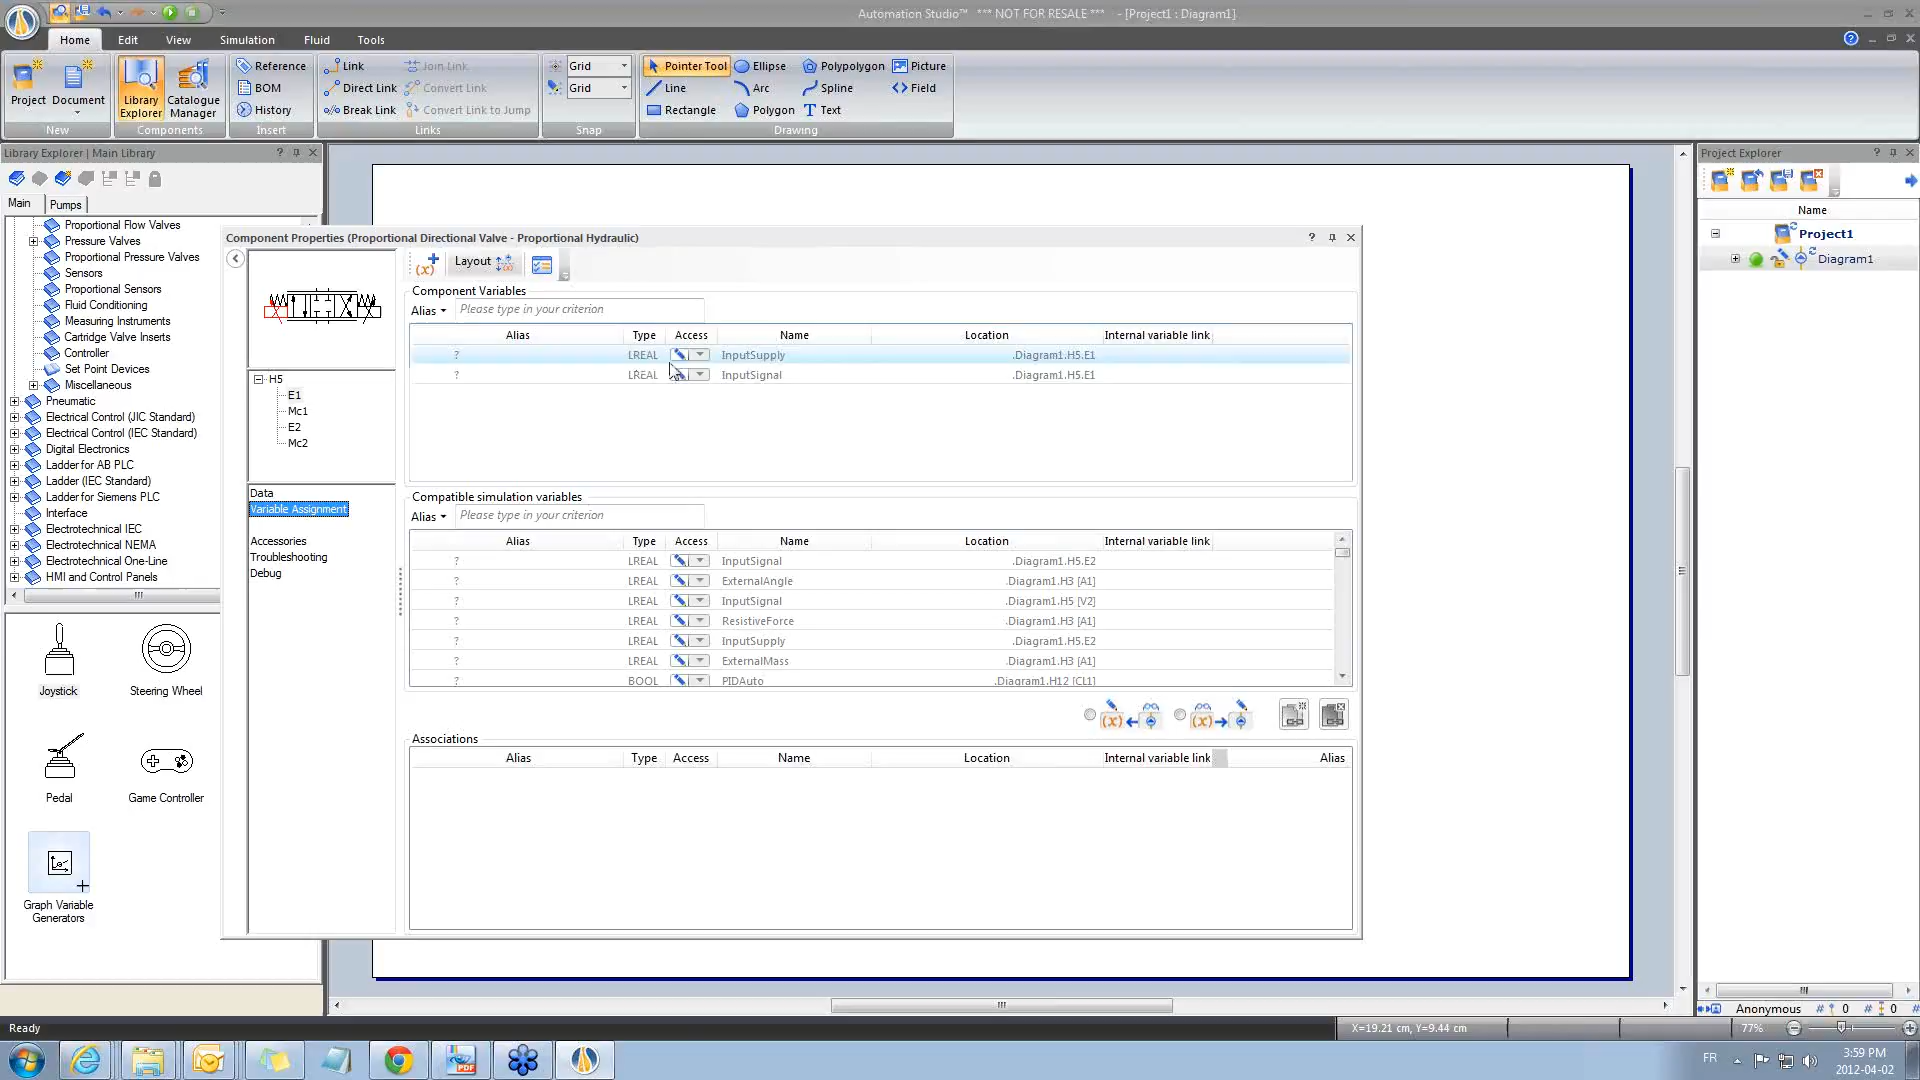 Automation Studio™ *** NOT FOR RESALE *** - [Project1 : Diagram1]
Home Edit View Simulation Fluid Tools
Project Document
New
Library Explorer Catalogue Manager
Components
Reference
BOM
History
Insert
Link Join Link
Direct Link Convert Link
Break Link Convert Link to Jump
Links
Grid
Grid
Snap
Pointer Tool Ellipse Polypolygon Picture
Line Arc Spline Field
Rectangle Polygon Text
Drawing
Library Explorer | Main Library
Main Pumps
Proportional Flow Valves
Pressure Valves
Proportional Pressure Valves
Sensors
Proportional Sensors
Fluid Conditioning
Measuring Instruments
Cartridge Valve Inserts
Controller
Set Point Devices
Miscellaneous
Pneumatic
Electrical Control (JIC Standard)
Electrical Control (IEC Standard)
Digital Electronics
Ladder for AB PLC
Ladder (IEC Standard)
Ladder for Siemens PLC
Interface
Electrotechnical IEC
Electrotechnical NEMA
Electrotechnical One-Line
HMI and Control Panels
Joystick Steering Wheel
Pedal Game Controller
Graph Variable Generators
Component Properties (Proportional Directional Valve - Proportional Hydraulic)
H5
E1
Mc1
E2
Mc2
Data
Variable Assignment
Accessories
Troubleshooting
Debug
Layout
Component Variables
Alias Please type in your criterion
Alias Type Access Name Location Internal variable link
? LREAL InputSupply .Diagram1.H5.E1
? LREAL InputSignal .Diagram1.H5.E1
Compatible simulation variables
Alias Please type in your criterion
Alias Type Access Name Location Internal variable link
? LREAL InputSignal .Diagram1.H5.E2
? LREAL ExternalAngle .Diagram1.H3 [A1]
? LREAL InputSignal .Diagram1.H5 [V2]
? LREAL ResistiveForce .Diagram1.H3 [A1]
? LREAL InputSupply .Diagram1.H5.E2
? LREAL ExternalMass .Diagram1.H3 [A1]
? BOOL PIDAuto .Diagram1.H12 [CL1]
Associations
Alias Type Access Name Location Internal variable link Alias
Project Explorer
Name
Project1
Diagram1
Anonymous # 0 # 0 #
Ready
X=19.21 cm, Y=9.44 cm
77%
FR
3:59 PM
2012-04-02